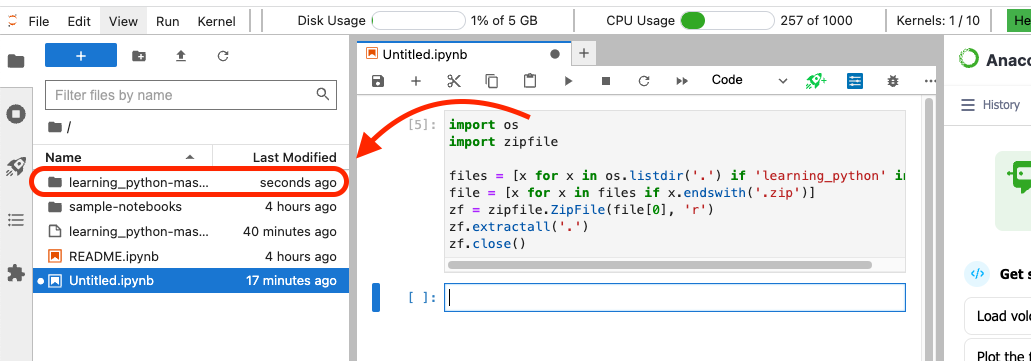 File Edit View Run Kernel Disk Usage 1% of 5 GB CPU Usage 257 of 1000 Kernels: 1 / 10 He
Filter files by name
/
Name Last Modified
learning_python-mas... seconds ago
sample-notebooks 4 hours ago
learning_python-mas... 40 minutes ago
README.ipynb 4 hours ago
Untitled.ipynb 17 minutes ago
Untitled.ipynb
Code
[5]:
import os
import zipfile
files = [x for x in os.listdir('.') if 'learning_python' in
file = [x for x in files if x.endswith('.zip')]
zf = zipfile.ZipFile(file[0], 'r')
zf.extractall('.')
zf.close()
[ ]:
Anaco
History
</> Get s
Load volc
Plot the